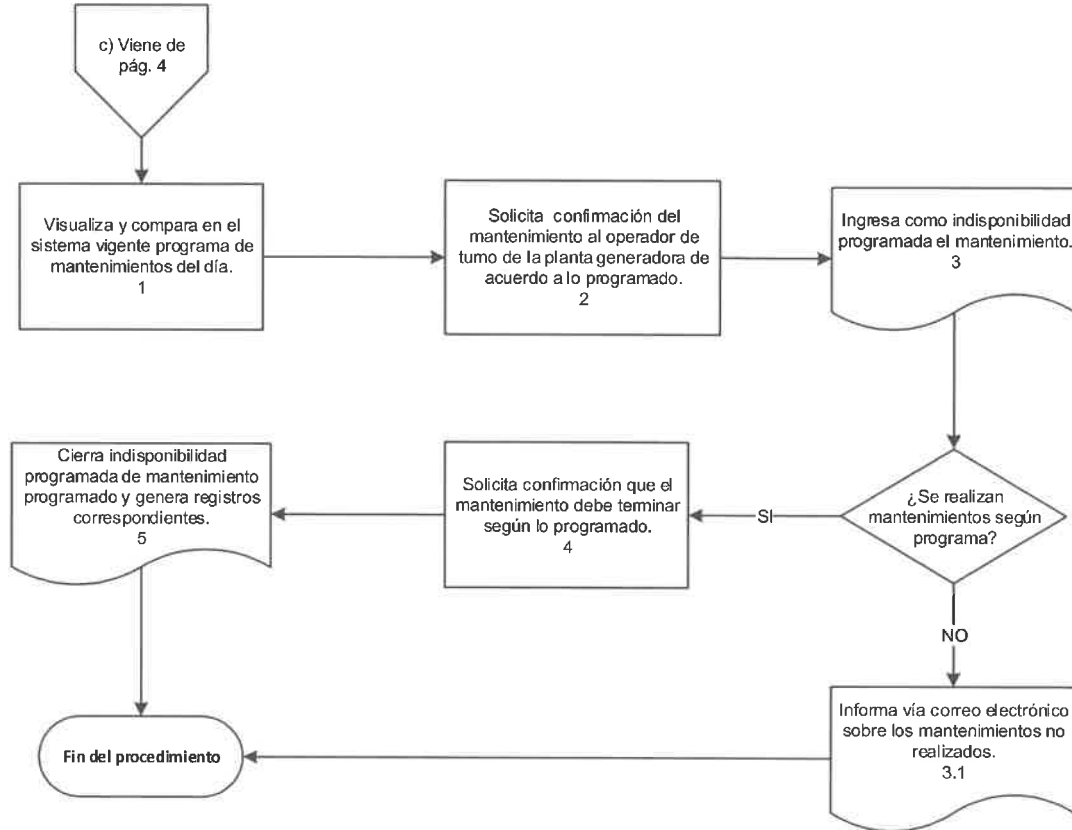 c) Viene de
pág. 4
Visualiza y compara en el
sistema vigente programa de
mantenimientos del día.
1
Solicita confirmación del
mantenimiento al operador de
turno de la planta generadora de
acuerdo a lo programado.
2
Ingresa como indisponibilidad
programada el mantenimiento.
3
¿Se realizan
mantenimientos según
programa?
SI
NO
Solicita confirmación que el
mantenimiento debe terminar
según lo programado.
4
Cierra indisponibilidad
programada de mantenimiento
programado y genera registros
correspondientes.
5
Informa vía correo electrónico
sobre los mantenimientos no
realizados.
3.1
Fin del procedimiento